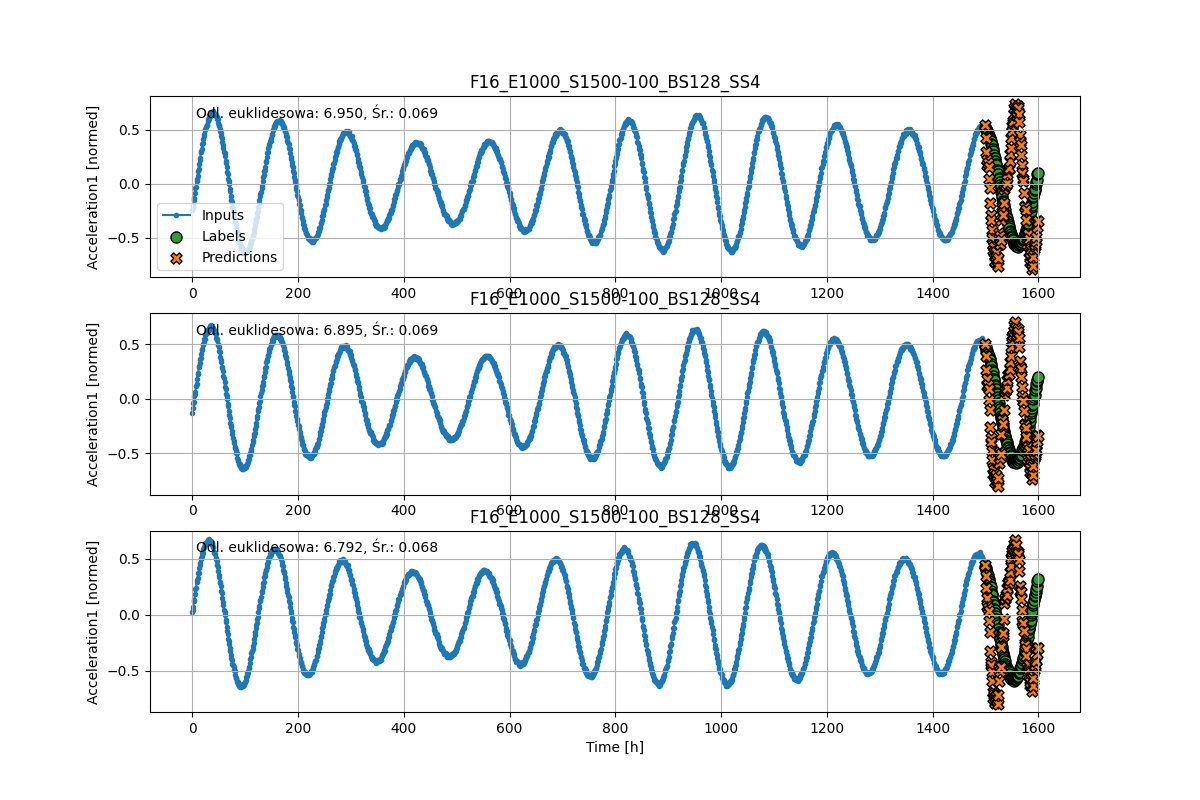 F16_E1000_S1500-100_BS128_SS4
Odl. euklidesowa: 6.950, Śr.: 0.069
Acceleration1 [normed]
0.5
0.0
−0.5
Inputs
Labels
Predictions
0 200 400 600 800 1000 1200 1400 1600
F16_E1000_S1500-100_BS128_SS4
Odl. euklidesowa: 6.895, Śr.: 0.069
Acceleration1 [normed]
0.5
0.0
−0.5
0 200 400 600 800 1000 1200 1400 1600
F16_E1000_S1500-100_BS128_SS4
Odl. euklidesowa: 6.792, Śr.: 0.068
Acceleration1 [normed]
0.5
0.0
−0.5
0 200 400 600 800 1000 1200 1400 1600
Time [h]